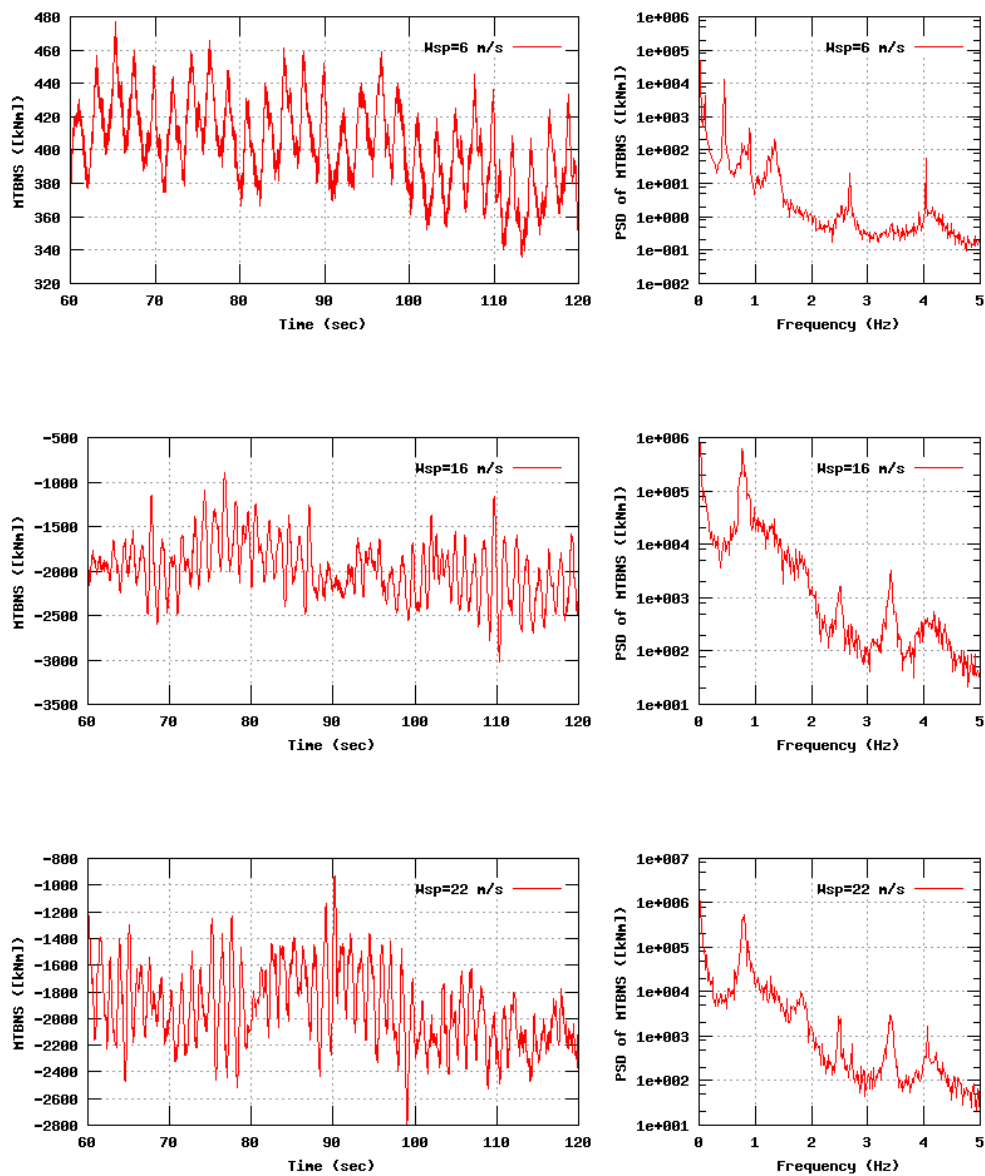 480
460
440
420
400
380
360
340
320
60 70 80 90 100 110 120
MTBNS ([kNm])
Time (sec)
Wsp=6 m/s
1e+006
1e+005
1e+004
1e+003
1e+002
1e+001
1e+000
1e-001
1e-002
0 1 2 3 4 5
PSD of MTBNS ([kNm])
Frequency (Hz)
Wsp=6 m/s
-500
-1000
-1500
-2000
-2500
-3000
-3500
60 70 80 90 100 110 120
MTBNS ([kNm])
Time (sec)
Wsp=16 m/s
1e+006
1e+005
1e+004
1e+003
1e+002
1e+001
0 1 2 3 4 5
PSD of MTBNS ([kNm])
Frequency (Hz)
Wsp=16 m/s
-800
-1000
-1200
-1400
-1600
-1800
-2000
-2200
-2400
-2600
-2800
60 70 80 90 100 110 120
MTBNS ([kNm])
Time (sec)
Wsp=22 m/s
1e+007
1e+006
1e+005
1e+004
1e+003
1e+002
1e+001
0 1 2 3 4 5
PSD of MTBNS ([kNm])
Frequency (Hz)
Wsp=22 m/s